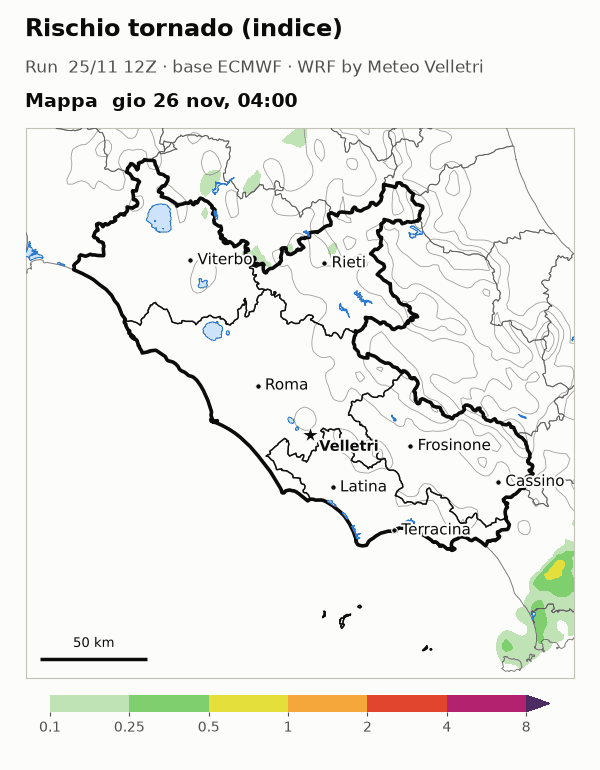 Rischio tornado (indice)
Run  25/11 12Z · base ECMWF · WRF by Meteo Velletri
Mappa  gio 26 nov, 04:00
Viterbo
Rieti
Roma
Velletri
Frosinone
Latina
Cassino
Terracina
50 km
0.1 0.25 0.5 1 2 4 8